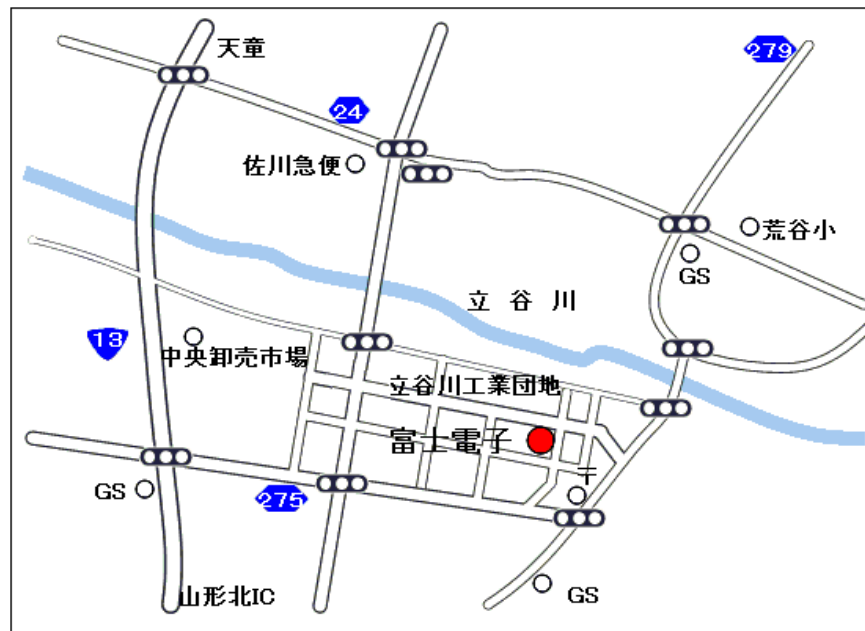 天童
279
24
佐川急便
荒谷小
GS
立谷川
13
中央卸売市場
立谷川工業団地
富士電子
〒
GS
275
山形北IC
GS